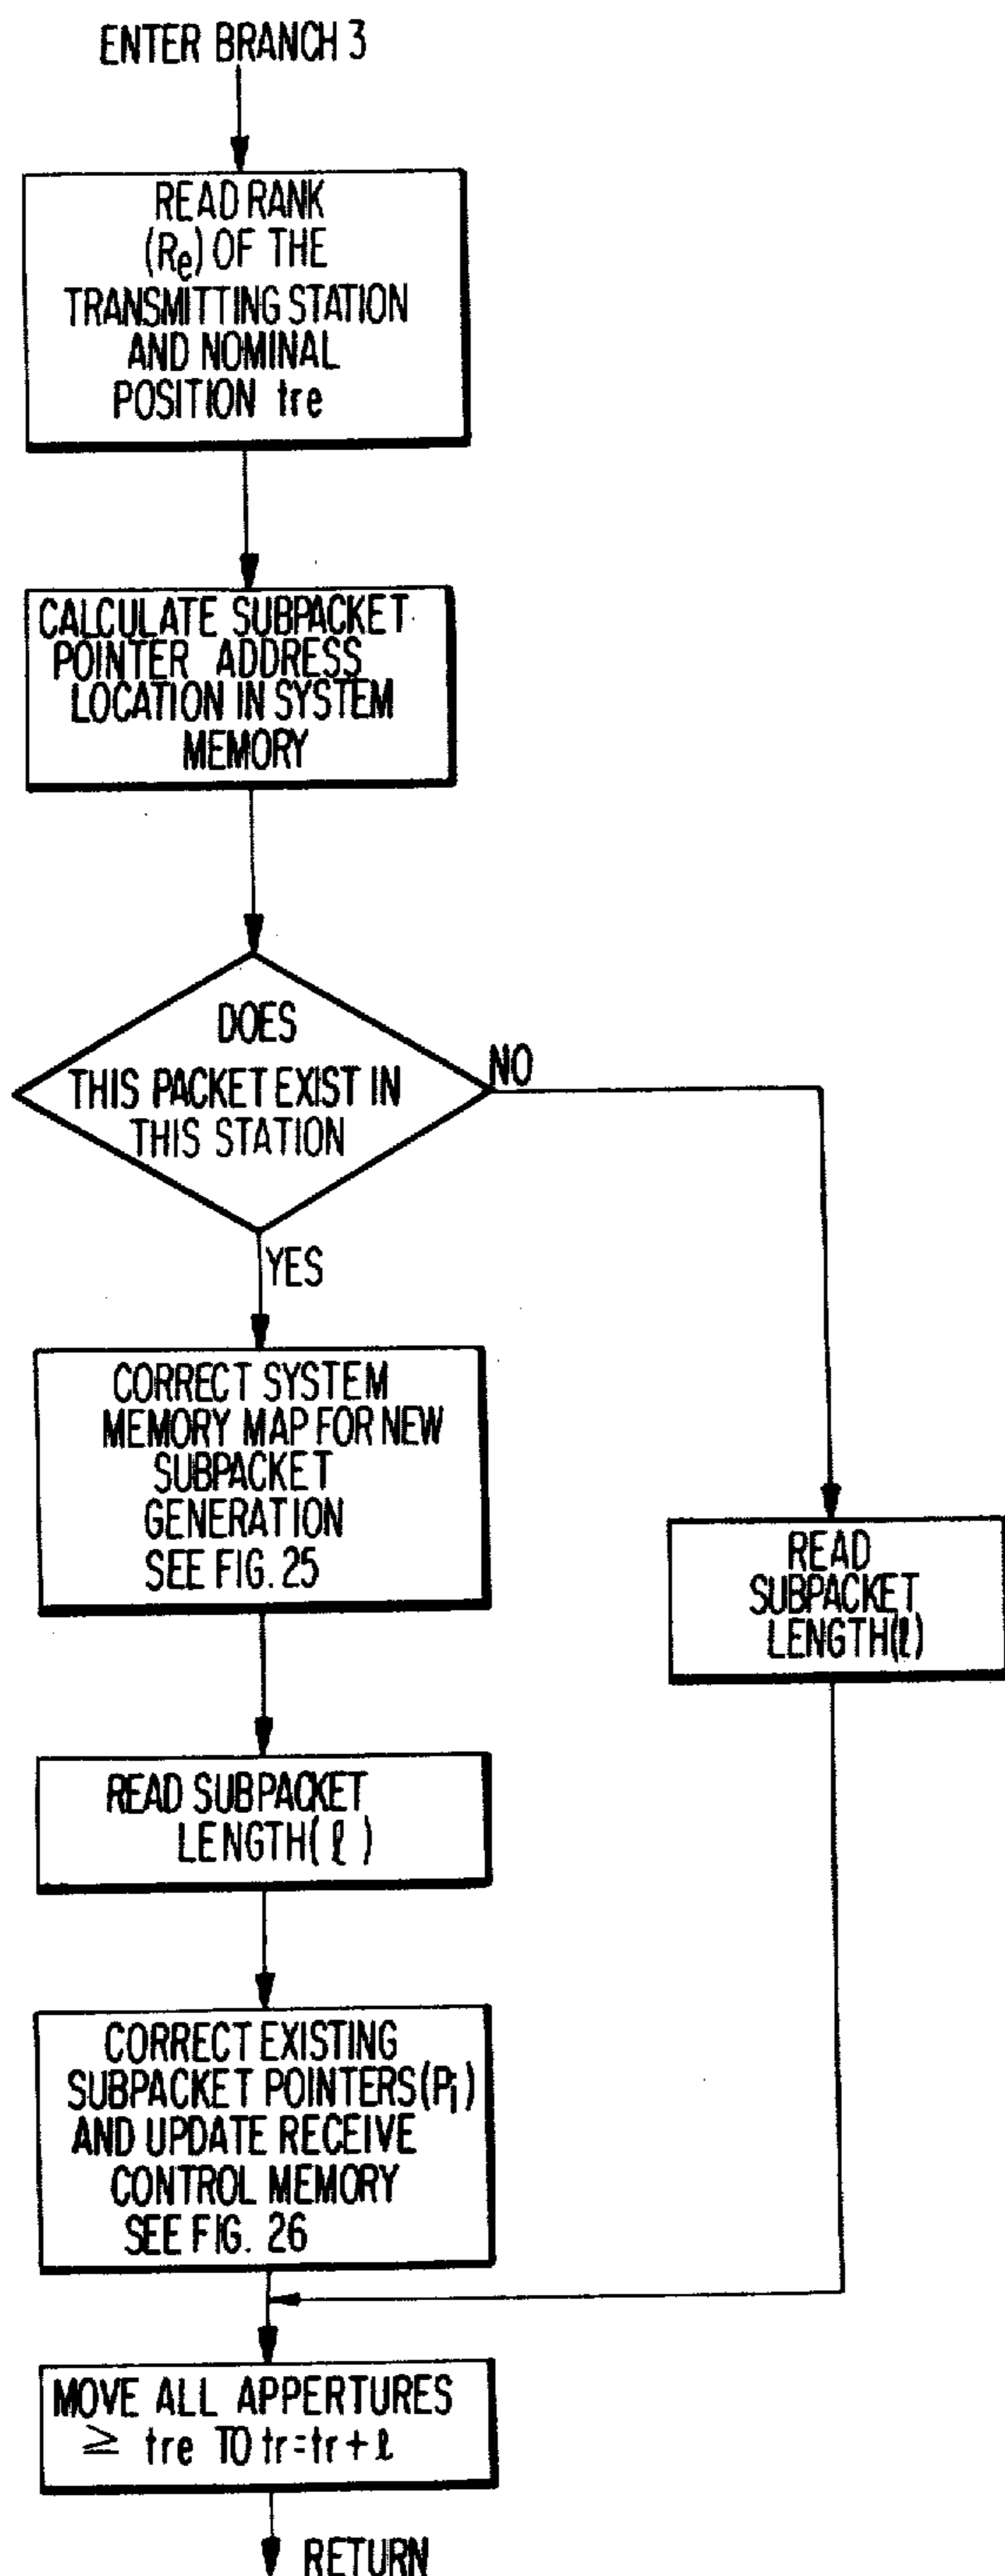 ENTER BRANCH 3
READ RANK
(Re) OF THE
TRANSMITTING STATION
AND NOMINAL
POSITION tre
CALCULATE SUBPACKET
POINTER ADDRESS
LOCATION IN SYSTEM
MEMORY
DOES
THIS PACKET EXIST IN
THIS STATION
NO
YES
CORRECT SYSTEM
MEMORY MAP FOR NEW
SUBPACKET
GENERATION
SEE FIG. 25
READ
SUBPACKET
LENGTH(ℓ)
READ SUBPACKET
LENGTH(ℓ)
CORRECT EXISTING
SUBPACKET POINTERS(Pi)
AND UPDATE RECEIVE
CONTROL MEMORY
SEE FIG. 26
MOVE ALL APPERTURES
≥ tre TO tr=tr+ℓ
RETURN